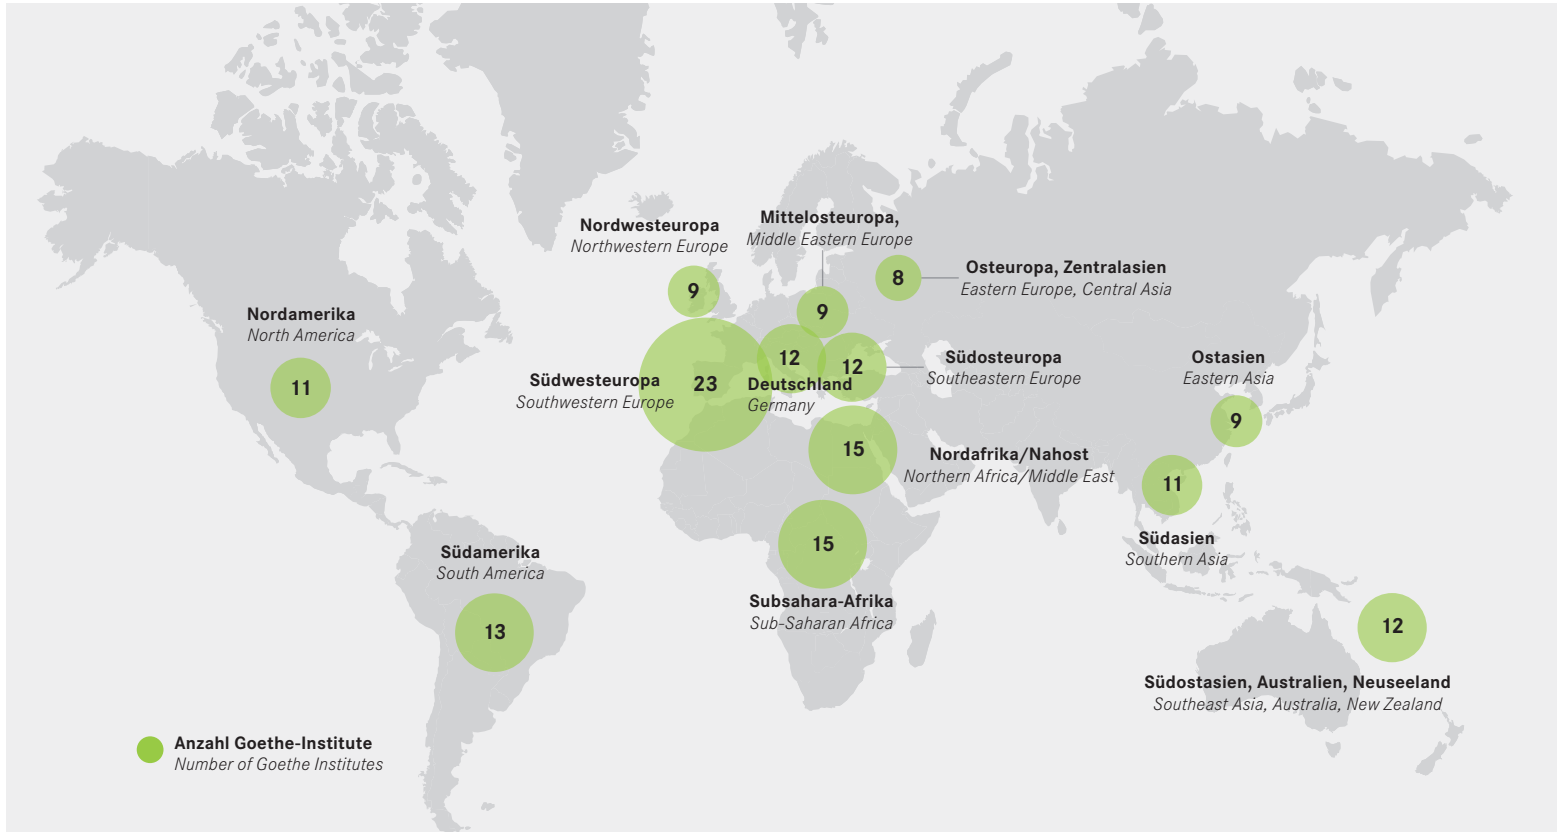 Nordwesteuropa
Northwestern Europe
9
Mittelosteuropa,
Middle Eastern Europe
9
8
Osteuropa, Zentralasien
Eastern Europe, Central Asia
Nordamerika
North America
11
Südwesteuropa
Southwestern Europe
23
12
Deutschland
Germany
12
Südosteuropa
Southeastern Europe
Ostasien
Eastern Asia
9
15
Nordafrika/Nahost
Northern Africa/Middle East
11
Südasien
Southern Asia
15
Subsahara-Afrika
Sub-Saharan Africa
Südamerika
South America
13
12
Südostasien, Australien, Neuseeland
Southeast Asia, Australia, New Zealand
Anzahl Goethe-Institute
Number of Goethe Institutes